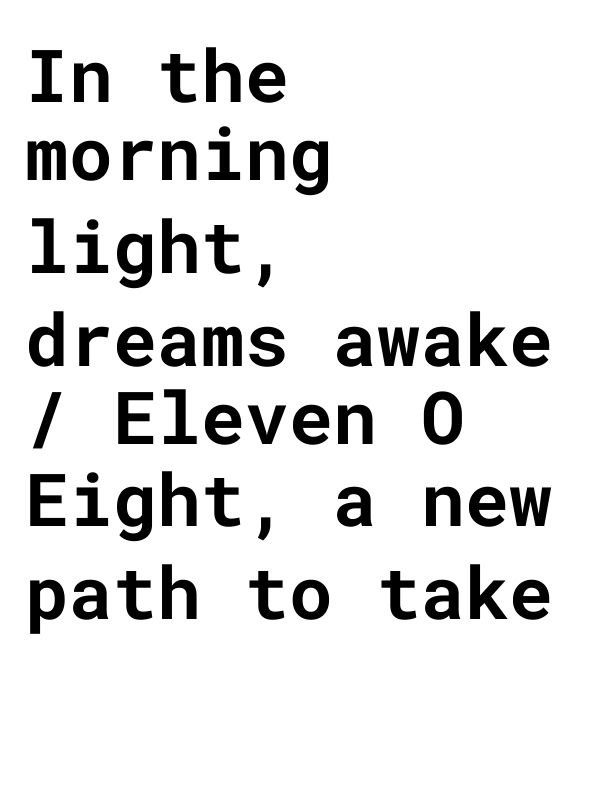 In the
morning
light,
dreams awake
/ Eleven O
Eight, a new
path to take